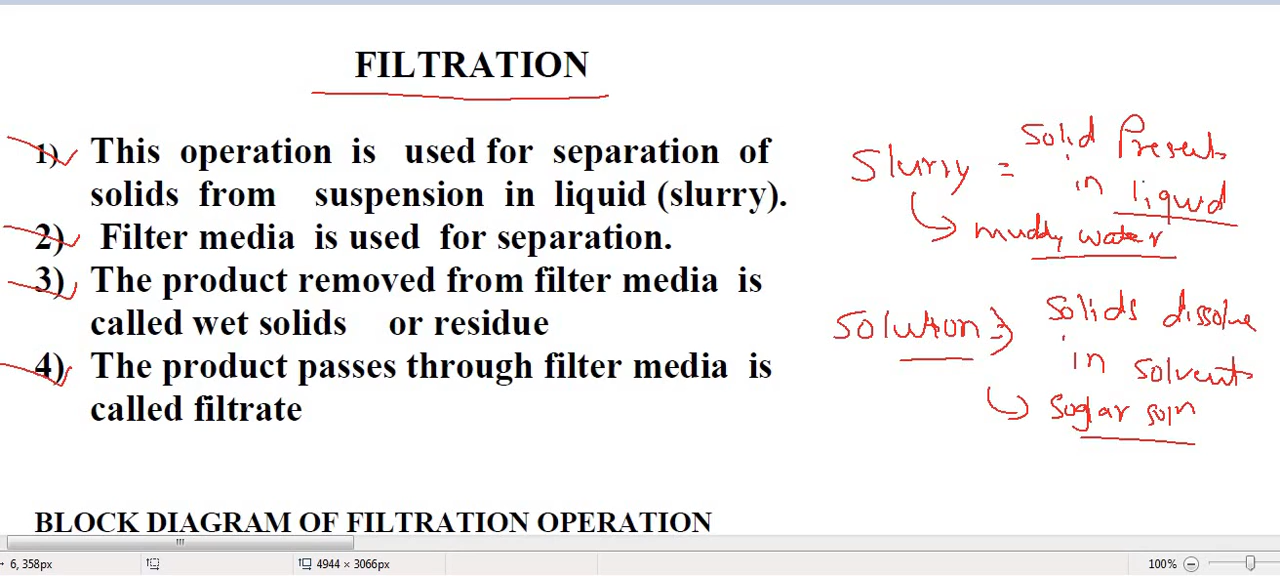 FILTRATION
1) This operation is used for separation of
solids from suspension in liquid (slurry).
2) Filter media is used for separation.
3) The product removed from filter media is
called wet solids or residue
4) The product passes through filter media is
called filtrate
Slurry = solid Presents
in liquid
muddy water
Solution ⇒ solids dissolve
in solvents
sugar soln
BLOCK DIAGRAM OF FILTRATION OPERATION
6, 358px
4944 × 3066px
100%